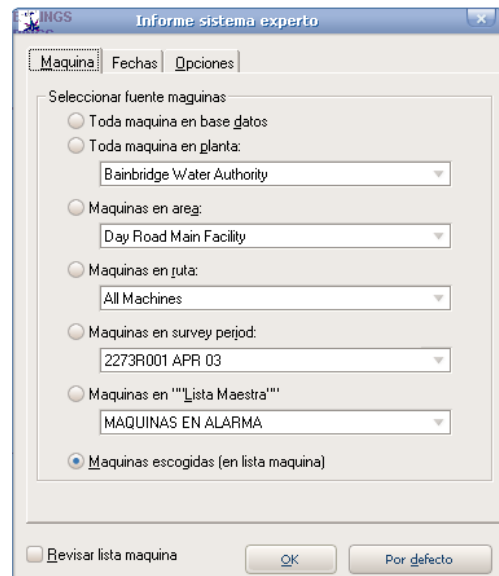 INGS
Informe sistema experto
Maquina
Fechas
Opciones
Seleccionar fuente maquinas
Toda maquina en base datos
Toda maquina en planta:
Bainbridge Water Authority
Maquinas en area:
Day Road Main Facility
Maquinas en ruta:
All Machines
Maquinas en survey period:
2273R001 APR 03
Maquinas en ""Lista Maestra""
MAQUINAS EN ALARMA
Maquinas escogidas (en lista maquina)
Revisar lista maquina
OK
Por defecto